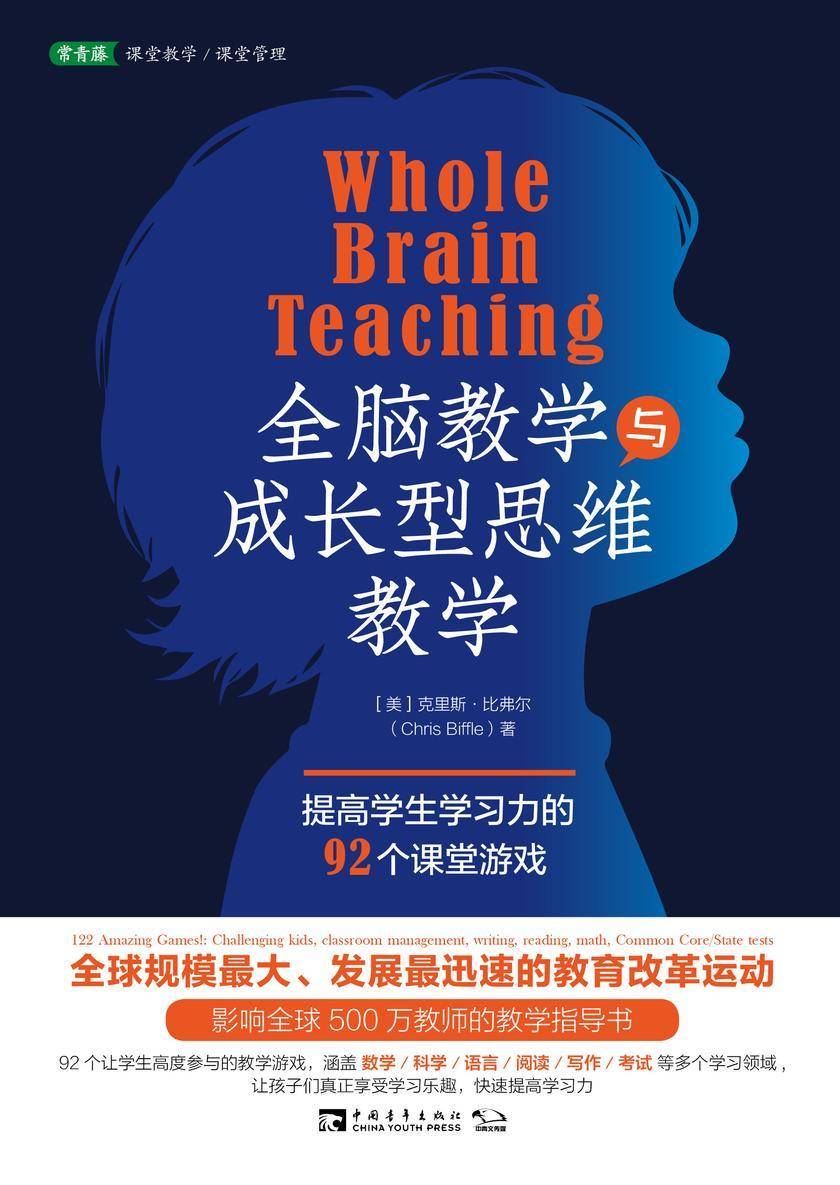 常青藤 课堂教学 / 课堂管理
Whole
Brain
Teaching
全脑教学与
成长型思维
教学
[美]克里斯·比弗尔
（Chris Biffle）著
提高学生学习力的
92个课堂游戏
122 Amazing Games!: Challenging kids, classroom management, writing, reading, math, Common Core/State tests
全球规模最大、发展最迅速的教育改革运动
影响全球 500 万教师的教学指导书
92 个让学生高度参与的教学游戏，涵盖 数学 / 科学 / 语言 / 阅读 / 写作 / 考试 等多个学习领域，
让孩子们真正享受学习乐趣，快速提高学习力
中国青年出版社
CHINA YOUTH PRESS
中青文传媒